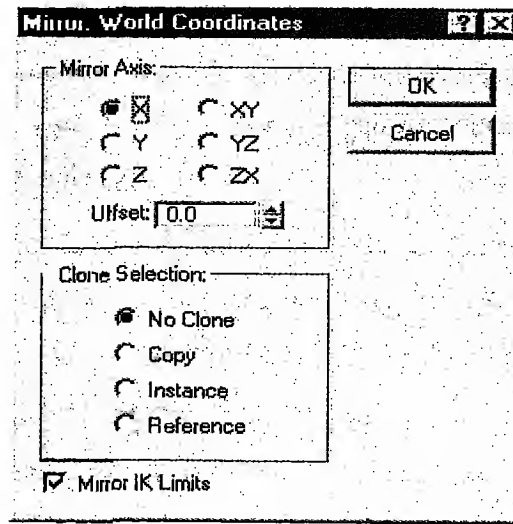 Mirror. World Coordinates
Mirror Axis:
OK
X XY
Cancel
Y YZ
Z ZX
Offset: 0.0
Clone Selection:
No Clone
Copy
Instance
Reference
Mirror IK Limits